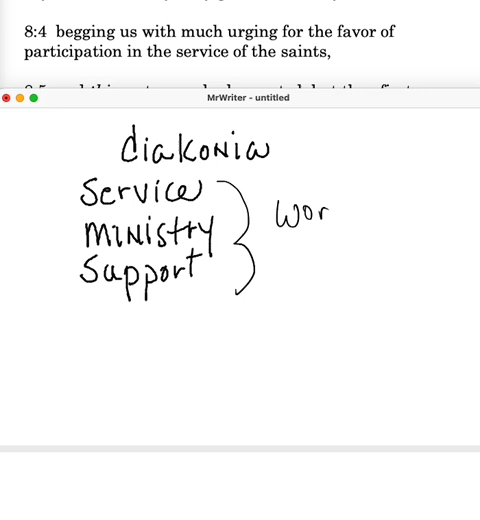 8:4 begging us with much urging for the favor of
participation in the service of the saints,
MrWriter - untitled
diakonia
service
ministry
support
wor